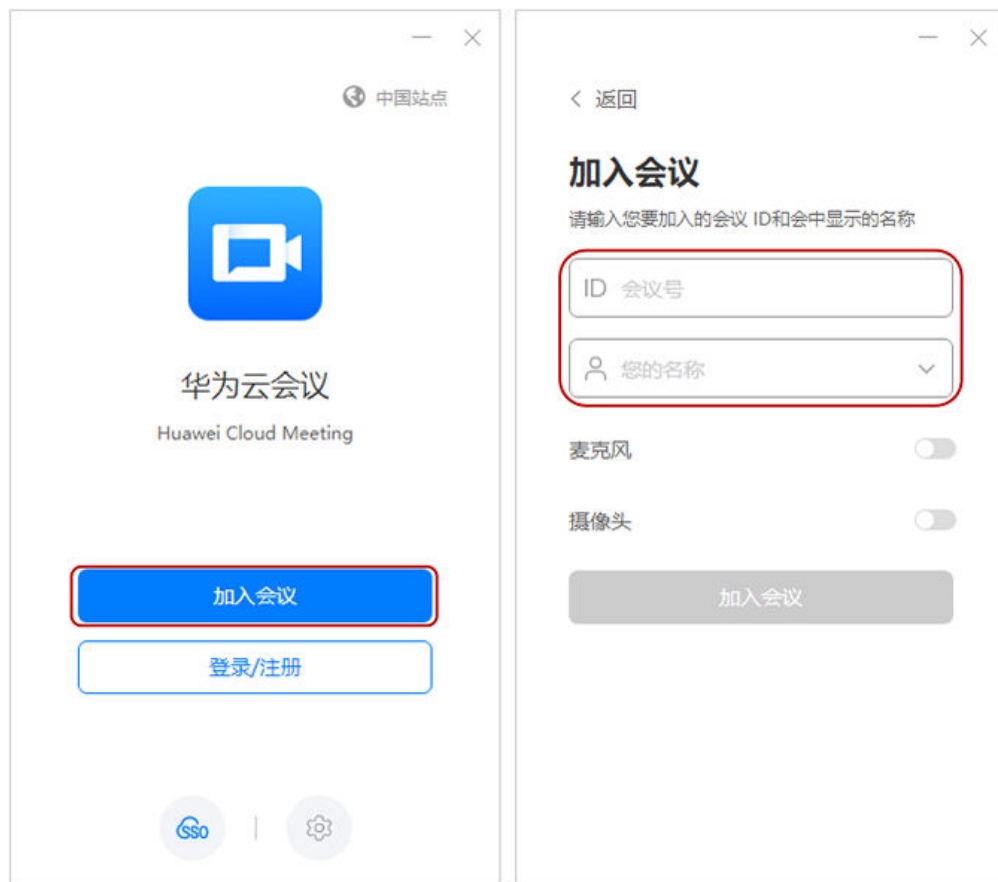 中国站点
华为云会议
Huawei Cloud Meeting
加入会议
登录/注册
SSO
返回
加入会议
请输入您要加入的会议 ID和会中显示的名称
ID 会议号
您的名称
麦克风
摄像头
加入会议